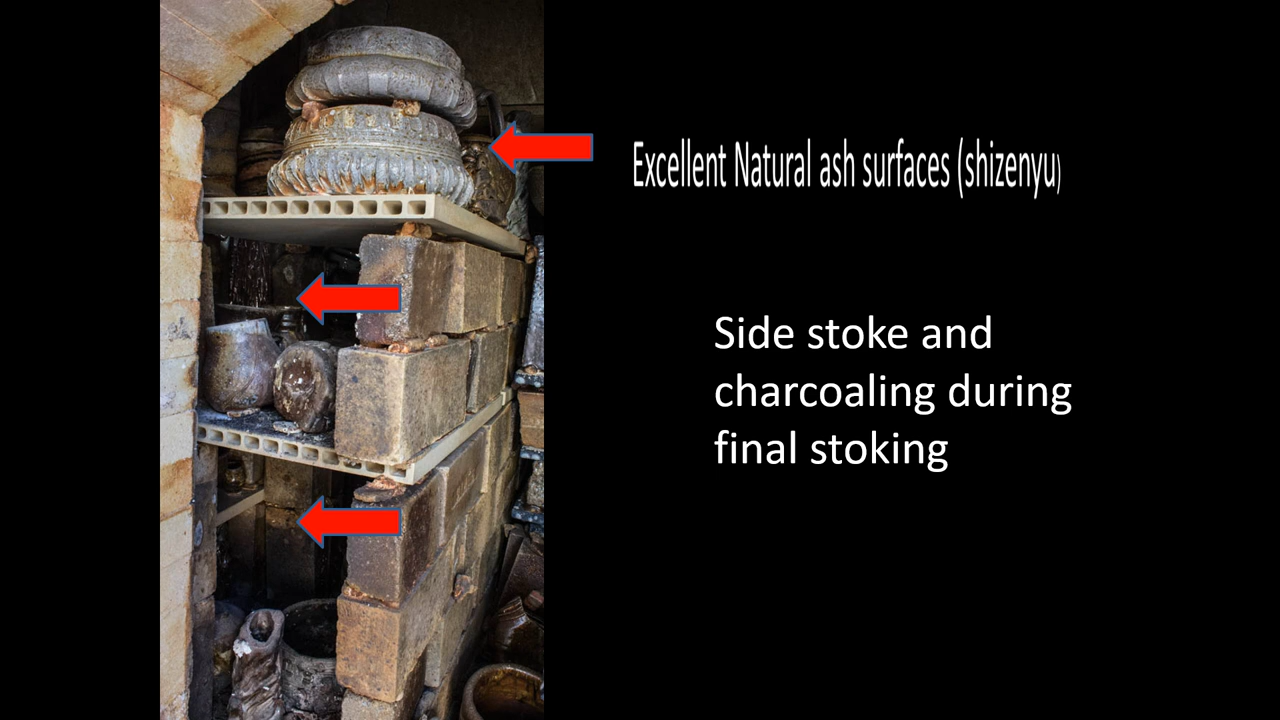 Excellent Natural ash surfaces (shizenyu)
Side stoke and
charcoaling during
final stoking